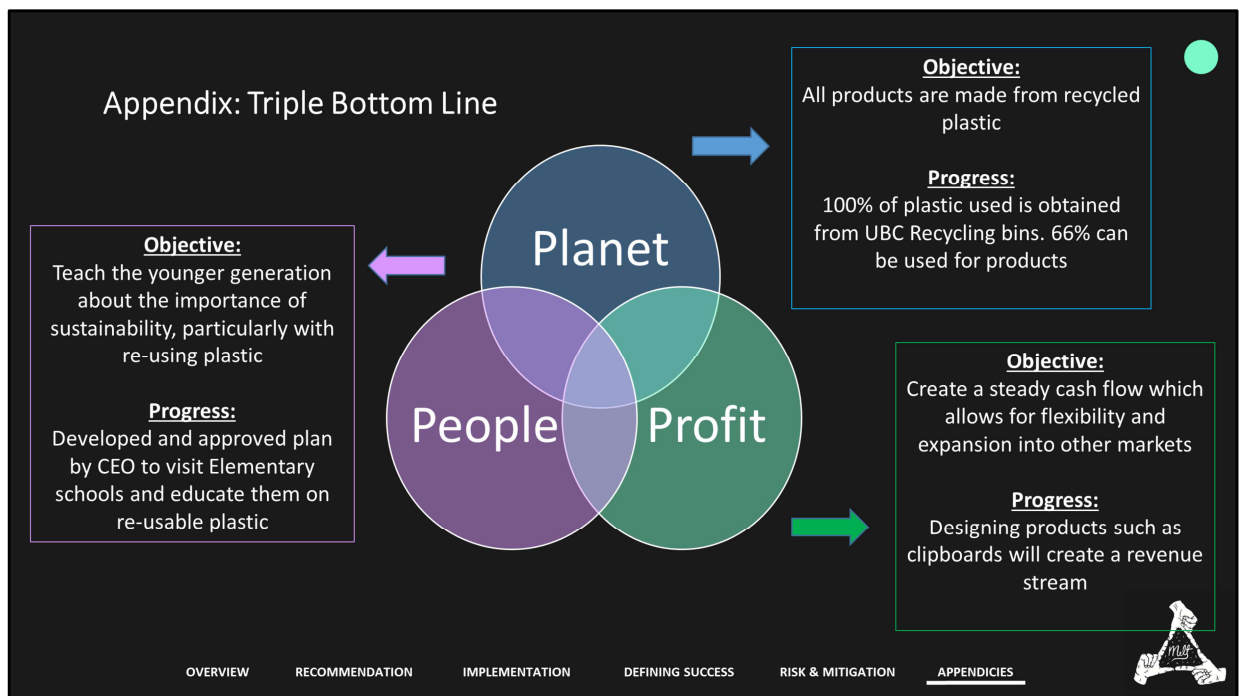 Appendix: Triple Bottom Line
Objective:
All products are made from recycled
plastic
Progress:
100% of plastic used is obtained
from UBC Recycling bins. 66% can
be used for products
Objective:
Teach the younger generation
about the importance of
sustainability, particularly with
re-using plastic
Progress:
Developed and approved plan
by CEO to visit Elementary
schools and educate them on
re-usable plastic
Planet
People
Profit
Objective:
Create a steady cash flow which
allows for flexibility and
expansion into other markets
Progress:
Designing products such as
clipboards will create a revenue
stream
OVERVIEW
RECOMMENDATION
IMPLEMENTATION
DEFINING SUCCESS
RISK & MITIGATION
APPENDICIES